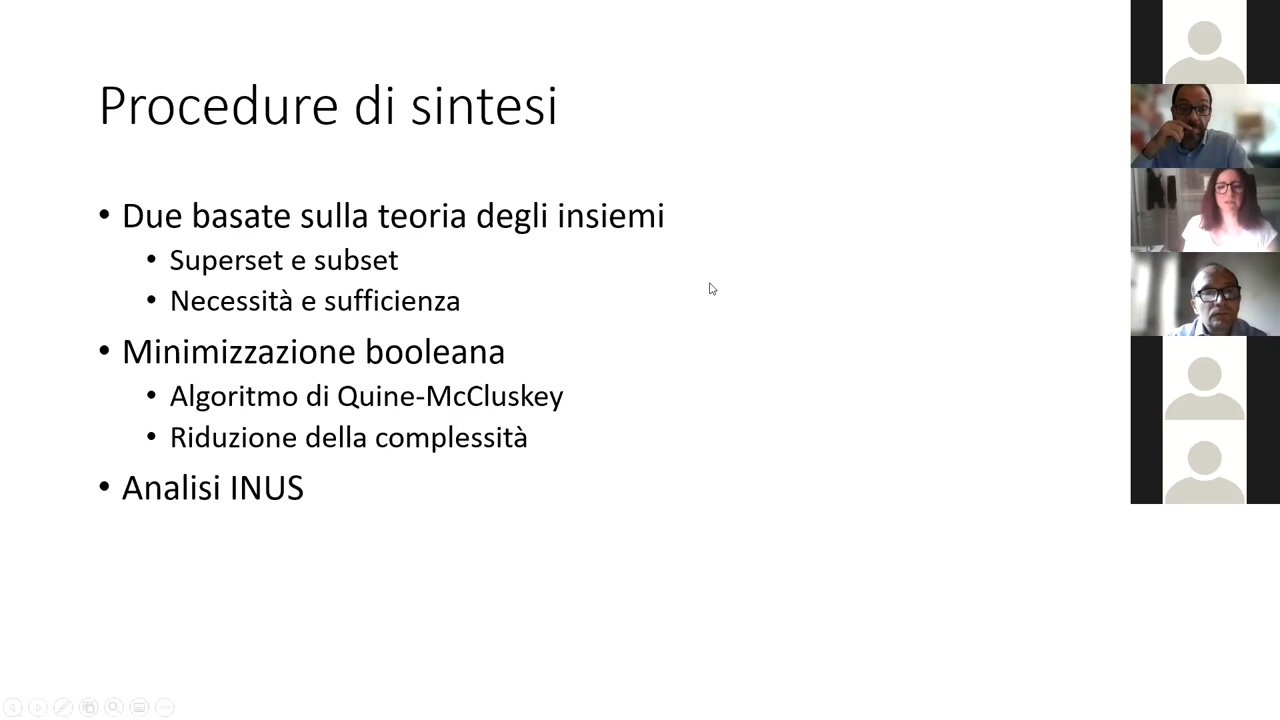 Procedure di sintesi
• Due basate sulla teoria degli insiemi
• Superset e subset
• Necessità e sufficienza
• Minimizzazione booleana
• Algoritmo di Quine-McCluskey
• Riduzione della complessità
• Analisi INUS